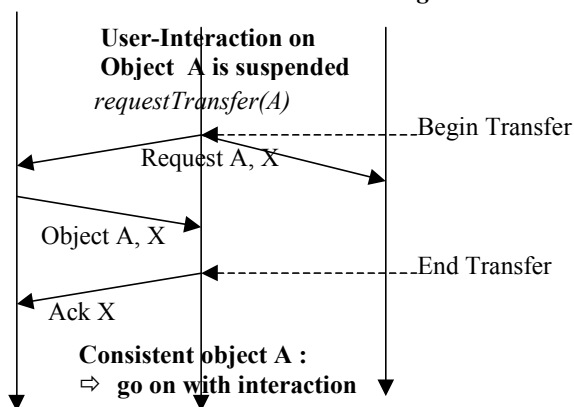 User-Interaction on
Object A is suspended
requestTransfer(A)
Begin Transfer
Request A, X
Object A, X
End Transfer
Ack X
Consistent object A :
⇨ go on with interaction